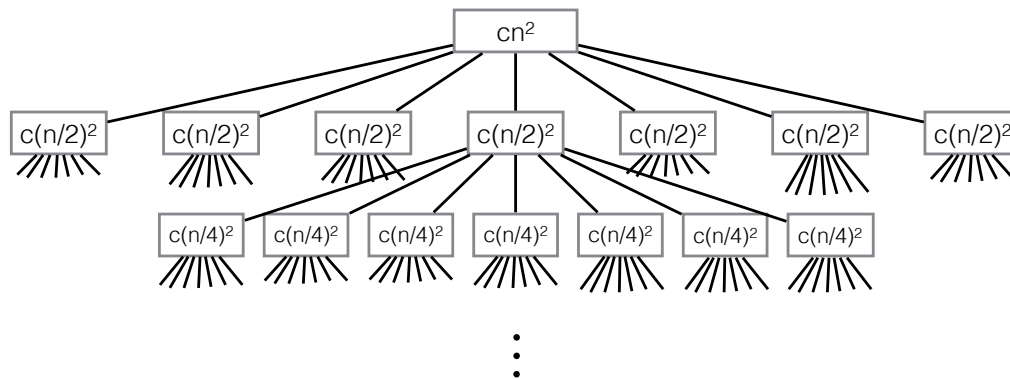 cn²
c(n/2)² c(n/2)² c(n/2)² c(n/2)² c(n/2)² c(n/2)² c(n/2)²
c(n/4)² c(n/4)² c(n/4)² c(n/4)² c(n/4)² c(n/4)² c(n/4)²